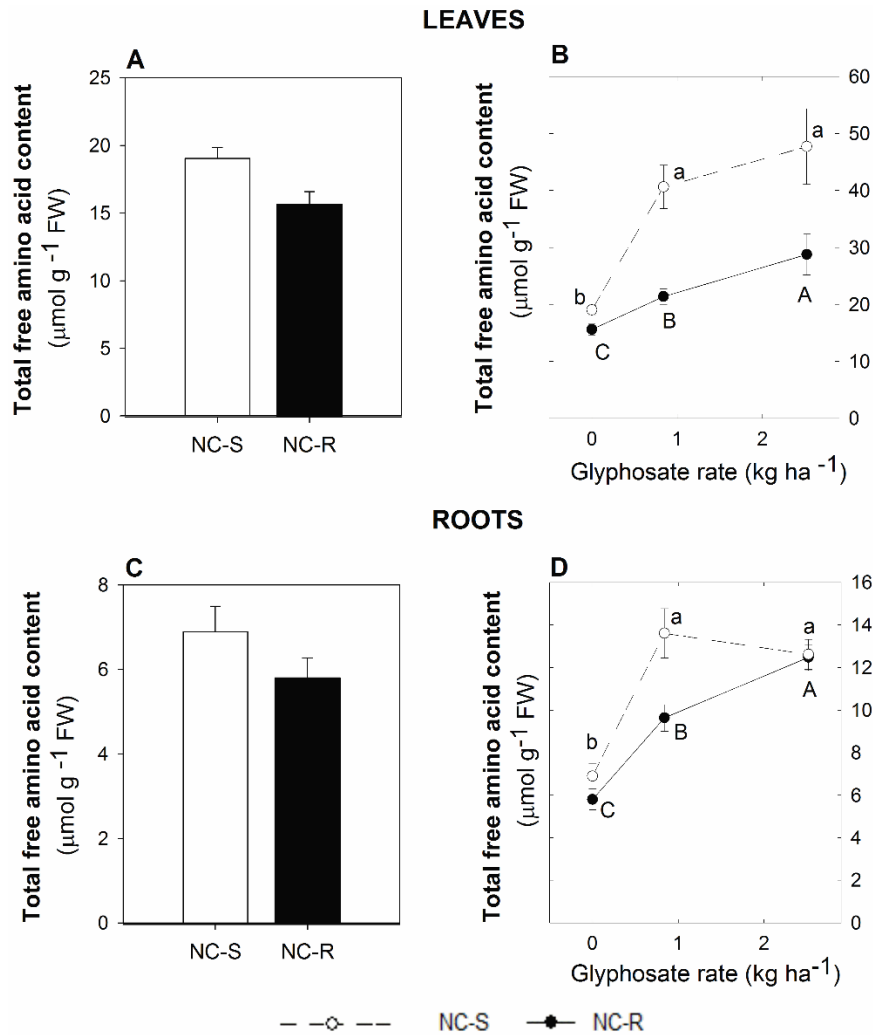 LEAVES
A
Total free amino acid content
(µmol g -1 FW)
25
20
15
10
5
0
NC-S NC-R
B
Total free amino acid content
(µmol g -1 FW)
60
50
40
30
20
10
0
a
a
b
A
B
C
0 1 2
Glyphosate rate (kg ha -1)
ROOTS
C
Total free amino acid content
(µmol g -1 FW)
8
6
4
2
0
NC-S NC-R
D
Total free amino acid content
(µmol g -1 FW)
16
14
12
10
8
6
4
2
0
a
a
b
A
B
C
0 1 2
Glyphosate rate (kg ha-1)
NC-S NC-R